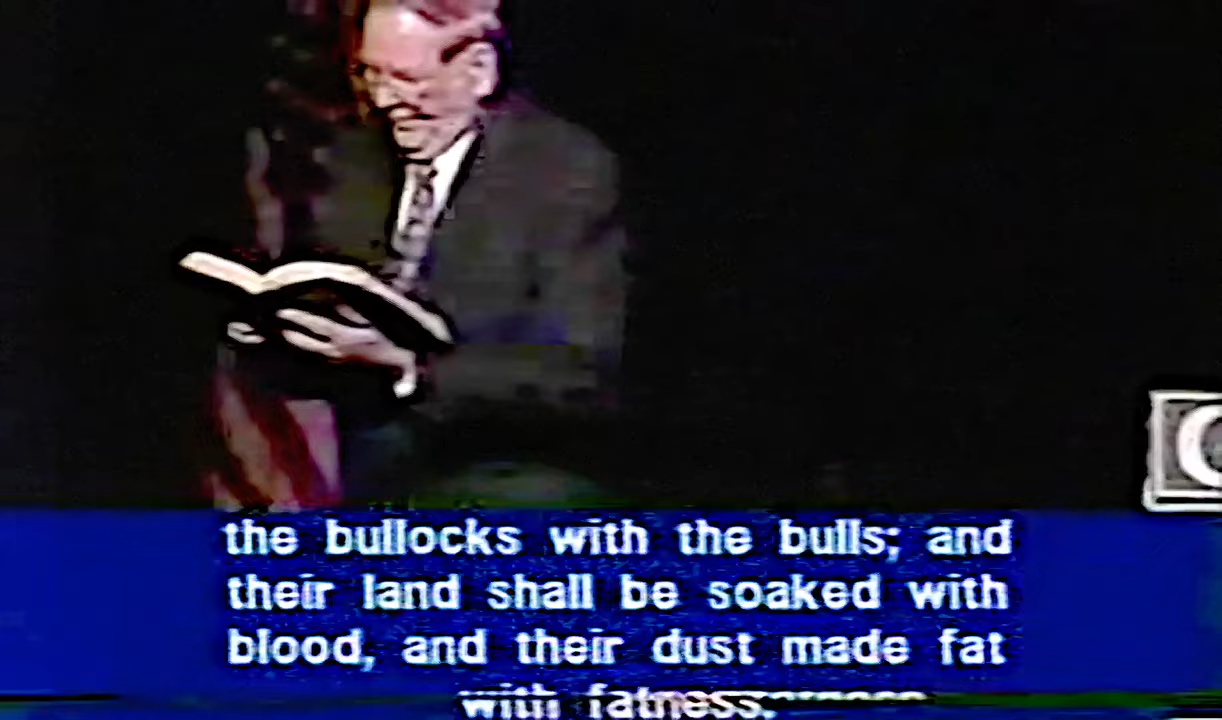 C
the bullocks with the bulls; and
their land shall be soaked with
blood, and their dust made fat
with fatness.